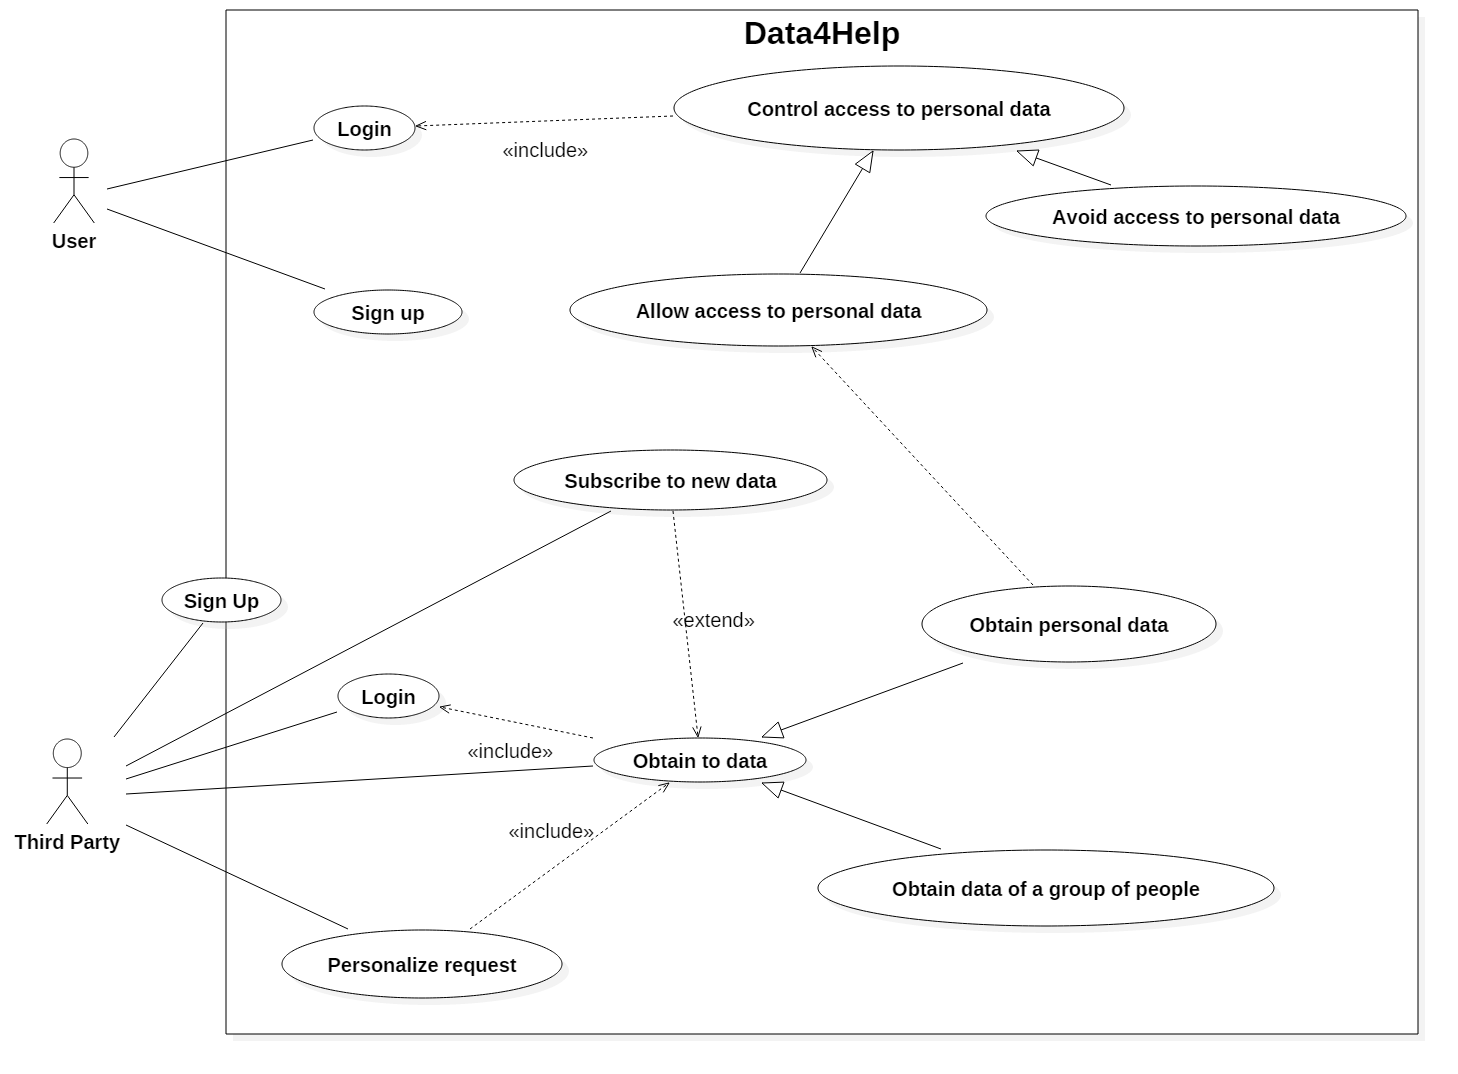 Data4Help
Control access to personal data
Login
«include»
Avoid access to personal data
User
Sign up
Allow access to personal data
Subscribe to new data
Sign Up
«extend»
Obtain personal data
Login
«include»
Obtain to data
Third Party
«include»
Obtain data of a group of people
Personalize request